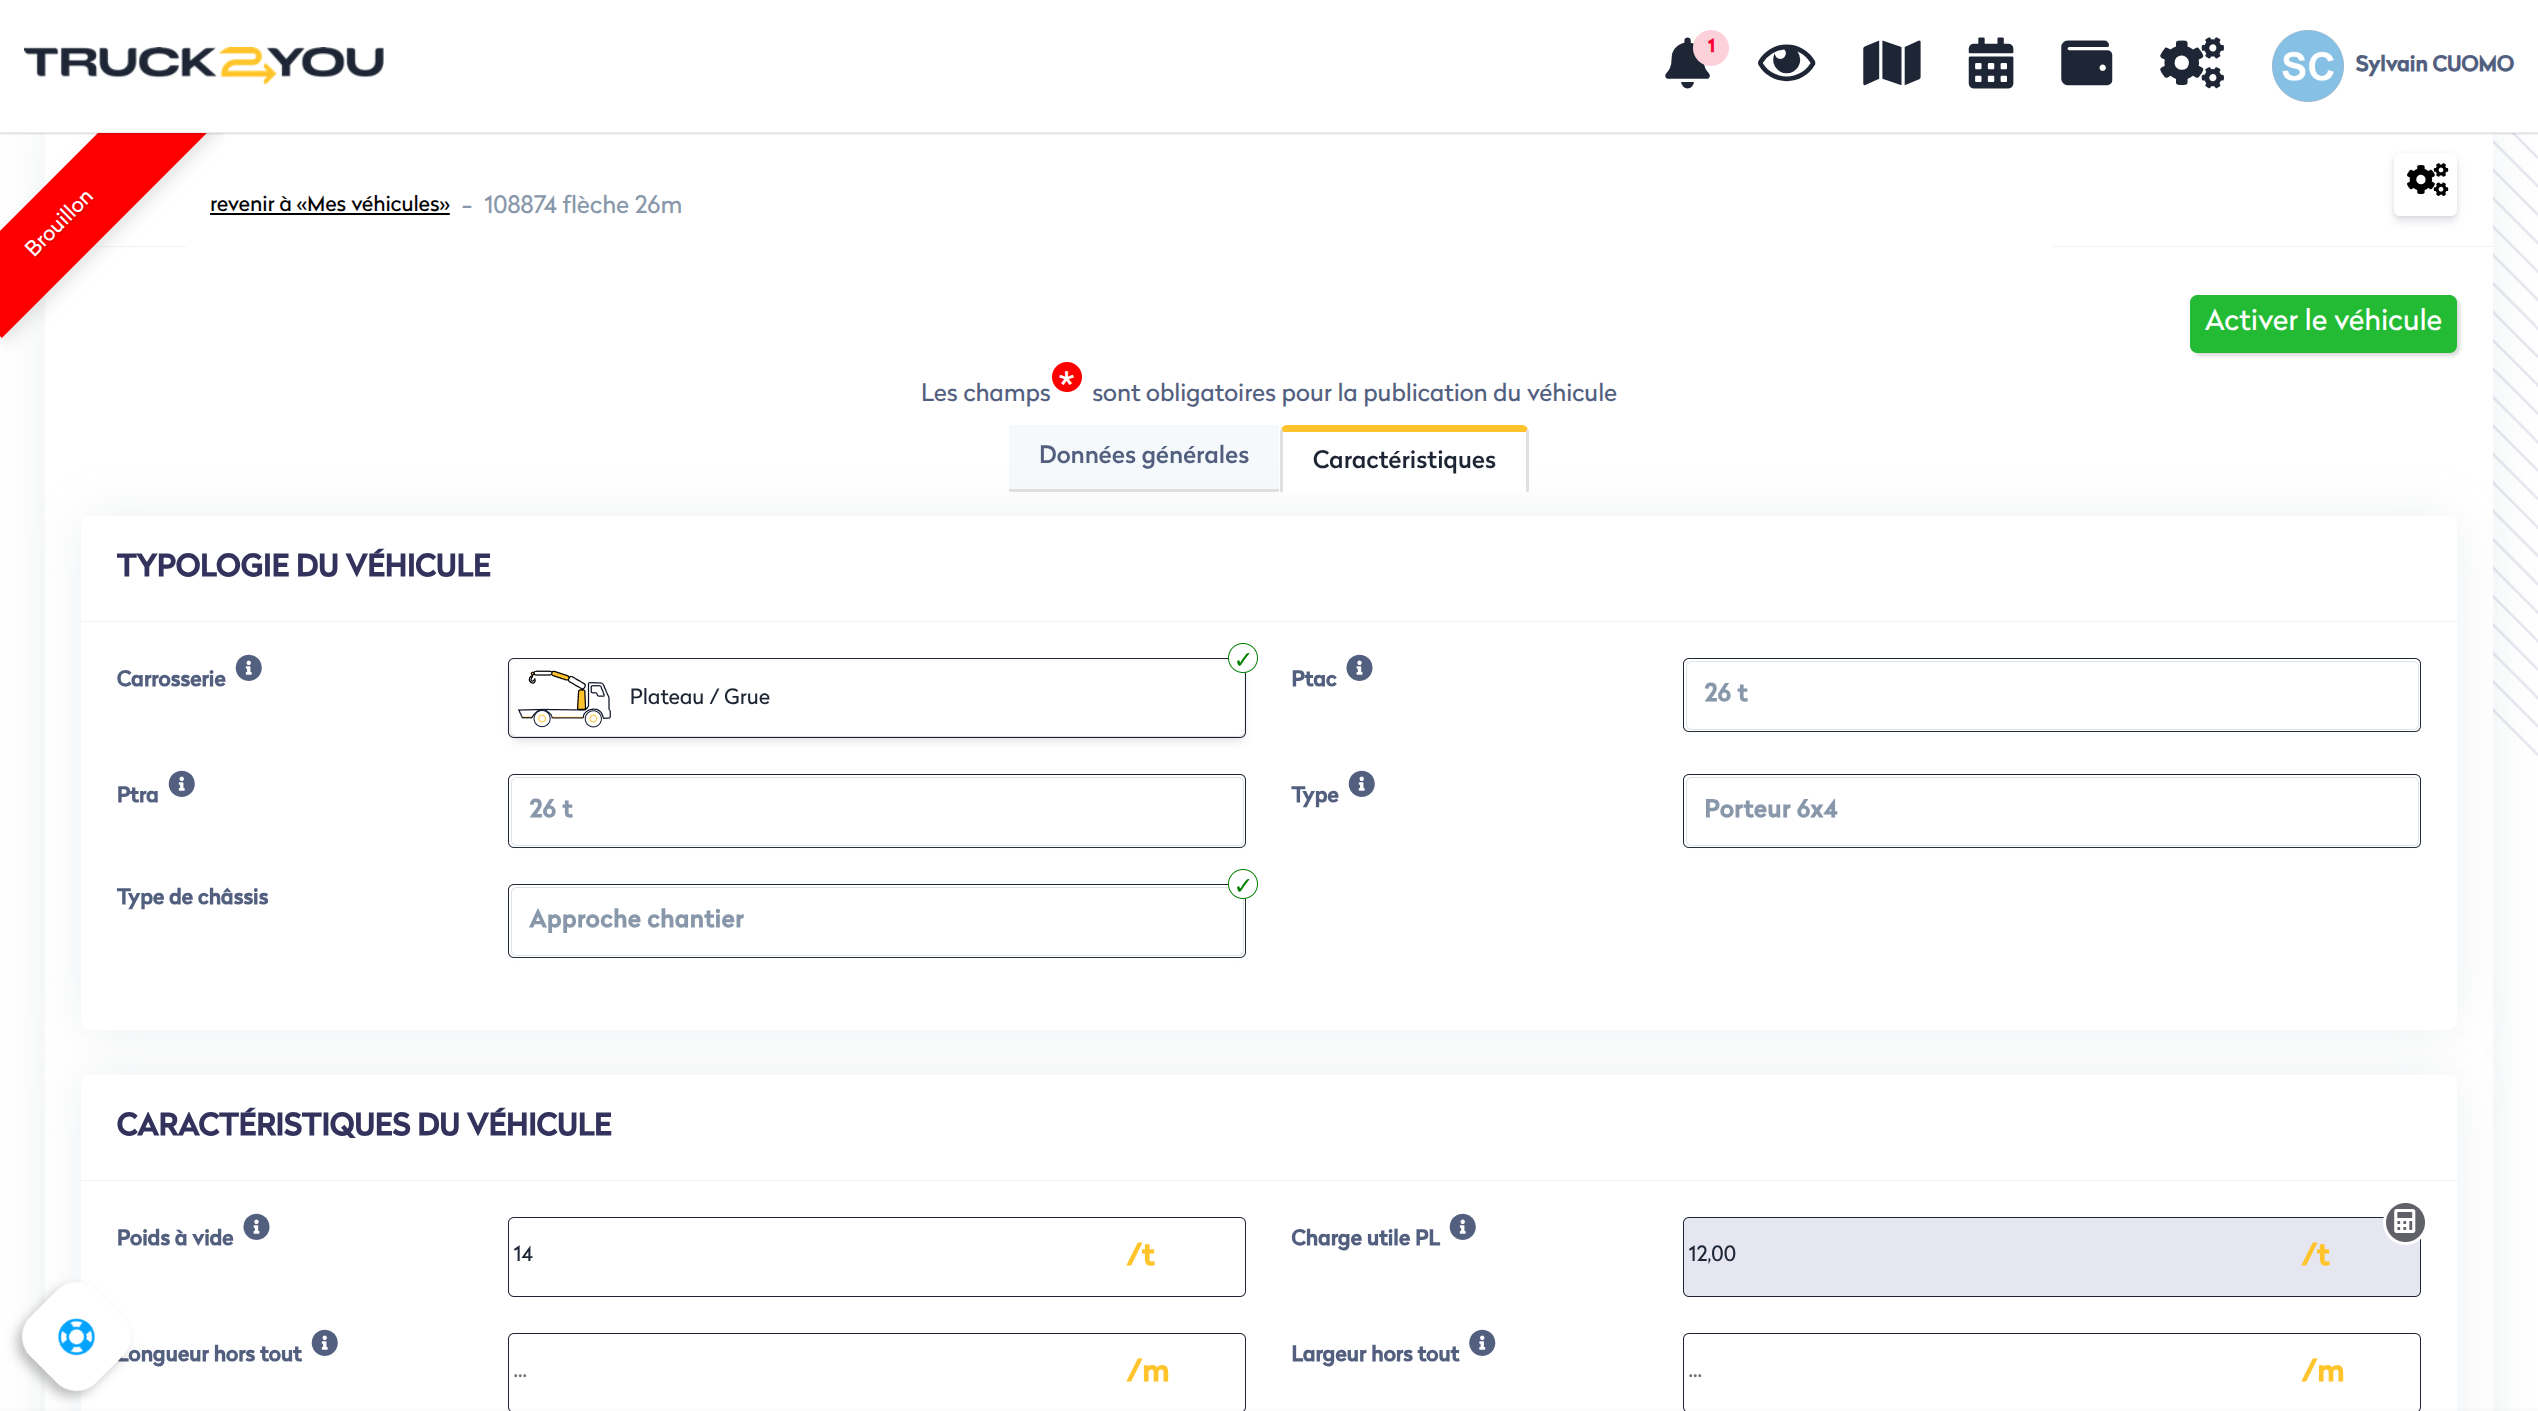 TRUCK2YOU
1
SC
Sylvain CUOMO
Brouillon
revenir à «Mes véhicules» - 108874 flèche 26m
Activer le véhicule
Les champs * sont obligatoires pour la publication du véhicule
Données générales
Caractéristiques
TYPOLOGIE DU VÉHICULE
Carrosserie
Plateau / Grue
Ptac
26 t
Ptra
26 t
Type
Porteur 6x4
Type de châssis
Approche chantier
CARACTÉRISTIQUES DU VÉHICULE
Poids à vide
14 /t
Charge utile PL
12,00 /t
Longueur hors tout
... /m
Largeur hors tout
... /m